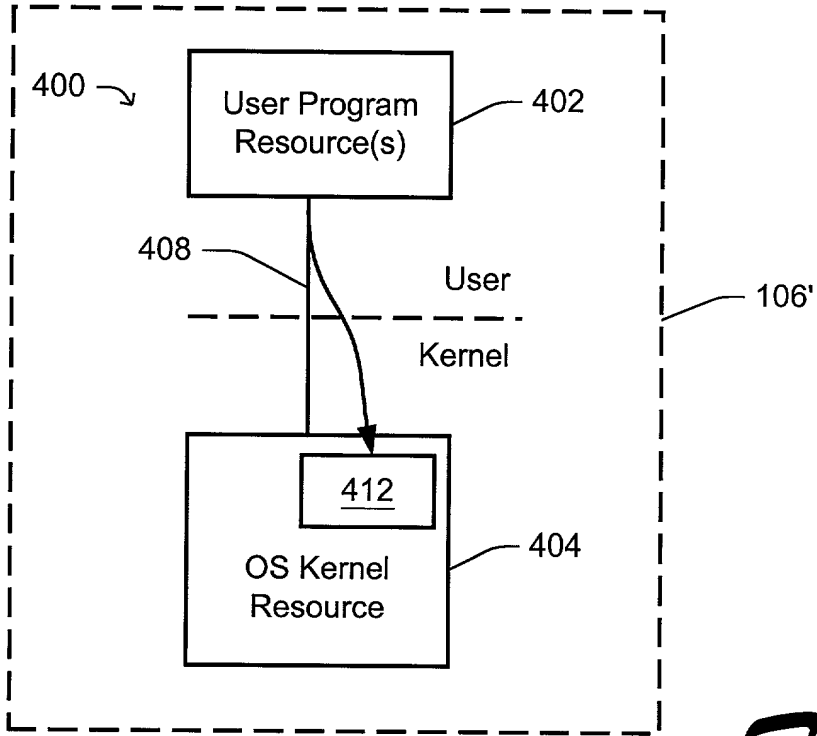 400
User Program
Resource(s)
402
408
User
106'
Kernel
412
404
OS Kernel
Resource